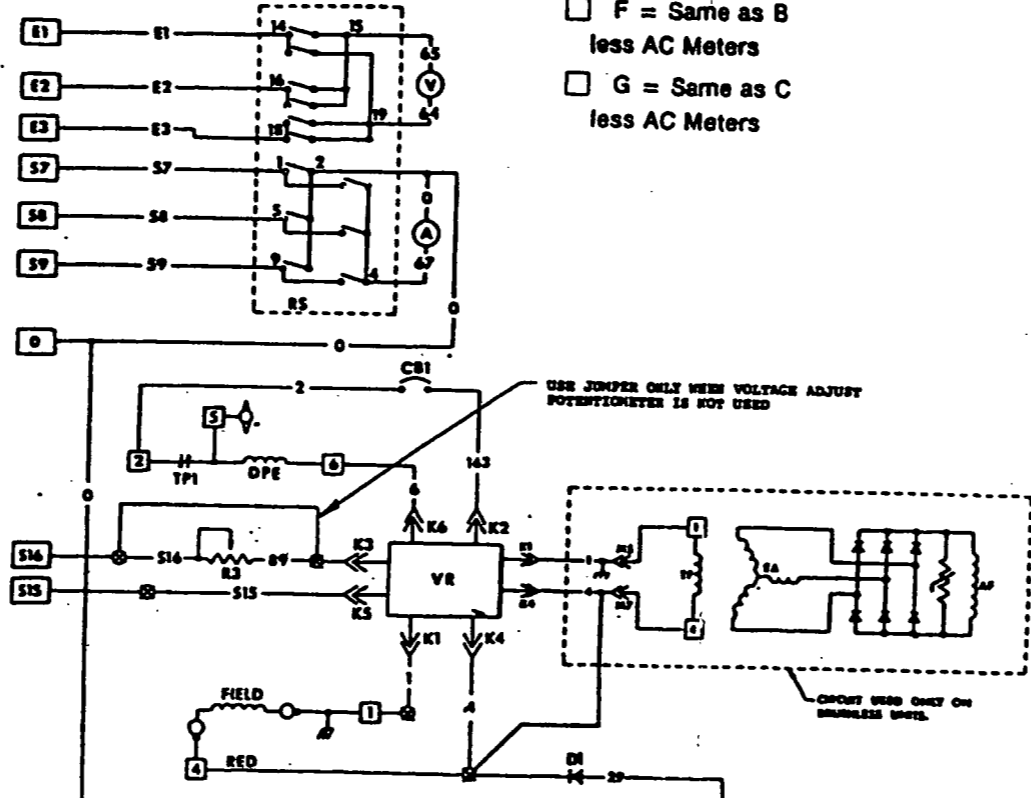 F = Same as B
less AC Meters
G = Same as C
less AC Meters
E1 E1 14 15
65
V
64
E2 E2 16
E3 E3 18 19
S7 S7 1 2
0
A
67
S8 S8 5
S9 S9 9 4
RS
0 0 0
0
2 CB1
USE JUMPER ONLY WHEN VOLTAGE ADJUST
POTENTIOMETER IS NOT USED
5
2 TP1 DPE 6
163
6
K6 K2
S16 S16 R3 89 K3
VR
S15 S15 K5
K1 K4
1
4
FIELD
1
4 RED
D1 29
CIRCUIT USED ONLY ON
BRUSHLESS UNITS.